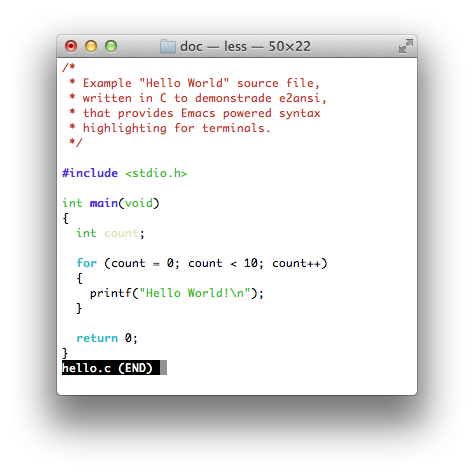 doc — less — 50×22
/*
 * Example "Hello World" source file,
 * written in C to demonstrade e2ansi,
 * that provides Emacs powered syntax
 * highlighting for terminals.
 */
#include <stdio.h>
int main(void)
{
  int count;
  for (count = 0; count < 10; count++)
  {
    printf("Hello World!\n");
  }
  return 0;
}
hello.c (END)